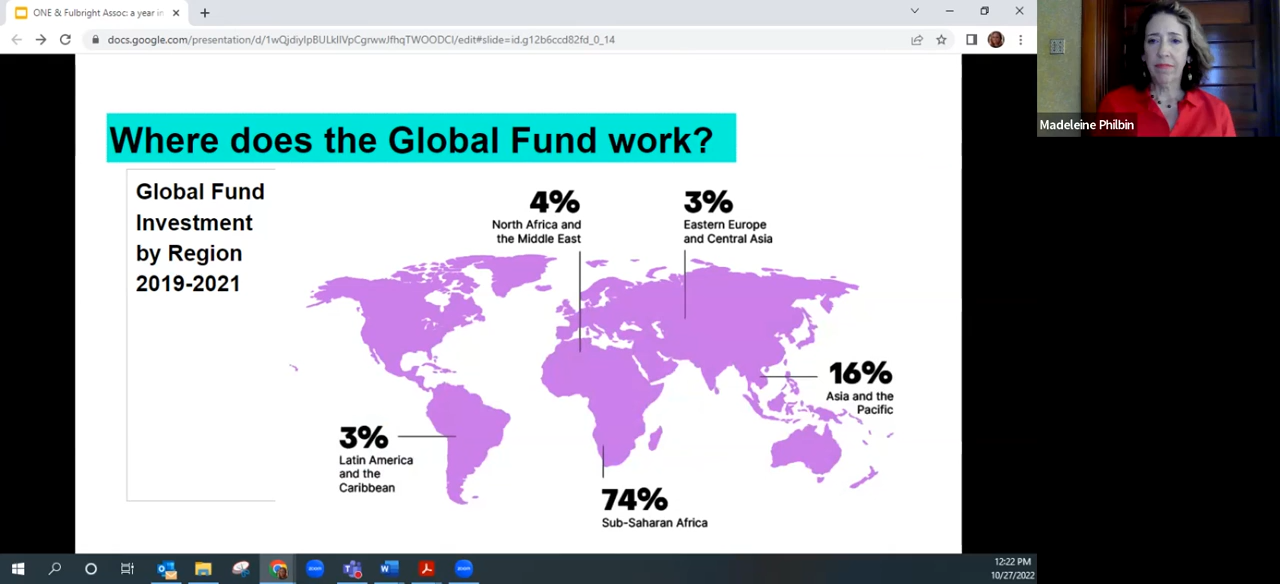 ONE & Fulbright Assoc: a year in
docs.google.com/presentation/d/1wQjdiyIpBULkIlVpCgrwwJfhqTWOODCI/edit#slide=id.g12b6ccd82fd_0_14
Madeleine Philbin
Where does the Global Fund work?
Global Fund
Investment
by Region
2019-2021
4%
North Africa and
the Middle East
3%
Eastern Europe
and Central Asia
16%
Asia and the
Pacific
3%
Latin America
and the
Caribbean
74%
Sub-Saharan Africa
zoom
zoom
12:22 PM
10/27/2022